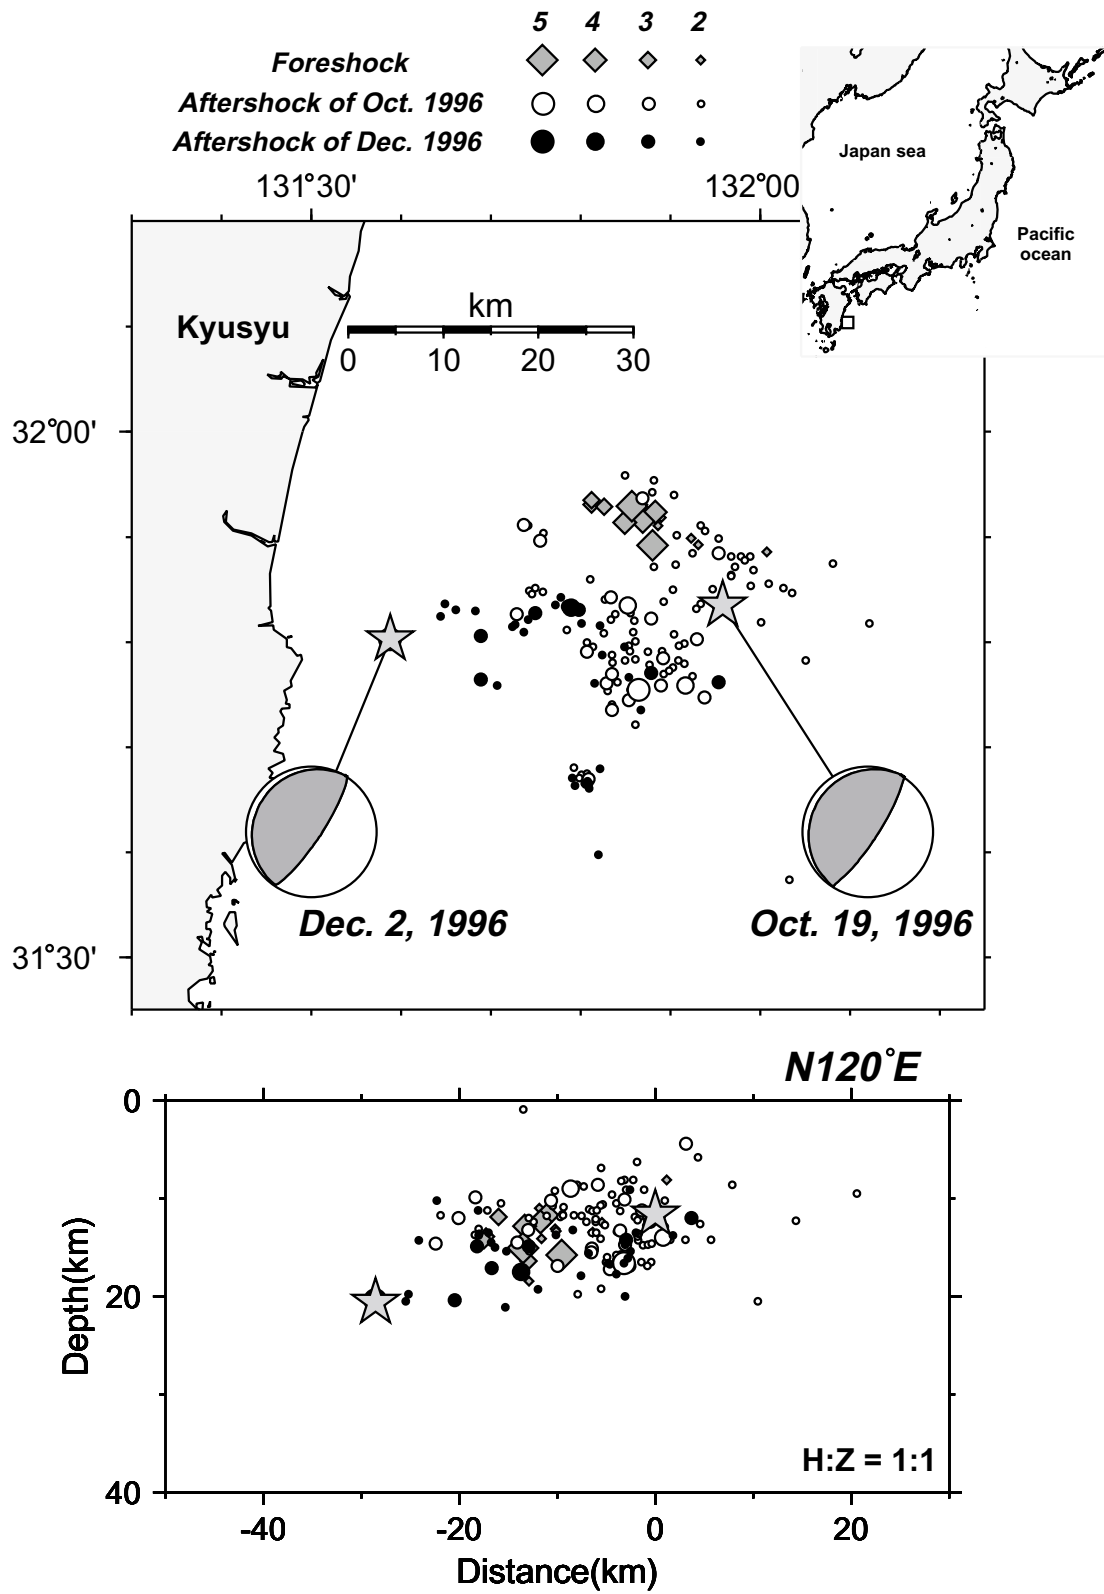 5 4 3 2
Foreshock
Aftershock of Oct. 1996
Aftershock of Dec. 1996
Japan sea
Pacific
ocean
131°30' 132°00
Kyusyu
km
0 10 20 30
32°00'
31°30'
Dec. 2, 1996
Oct. 19, 1996
N120°E
0
20
40
Depth(km)
H:Z = 1:1
-40 -20 0 20
Distance(km)